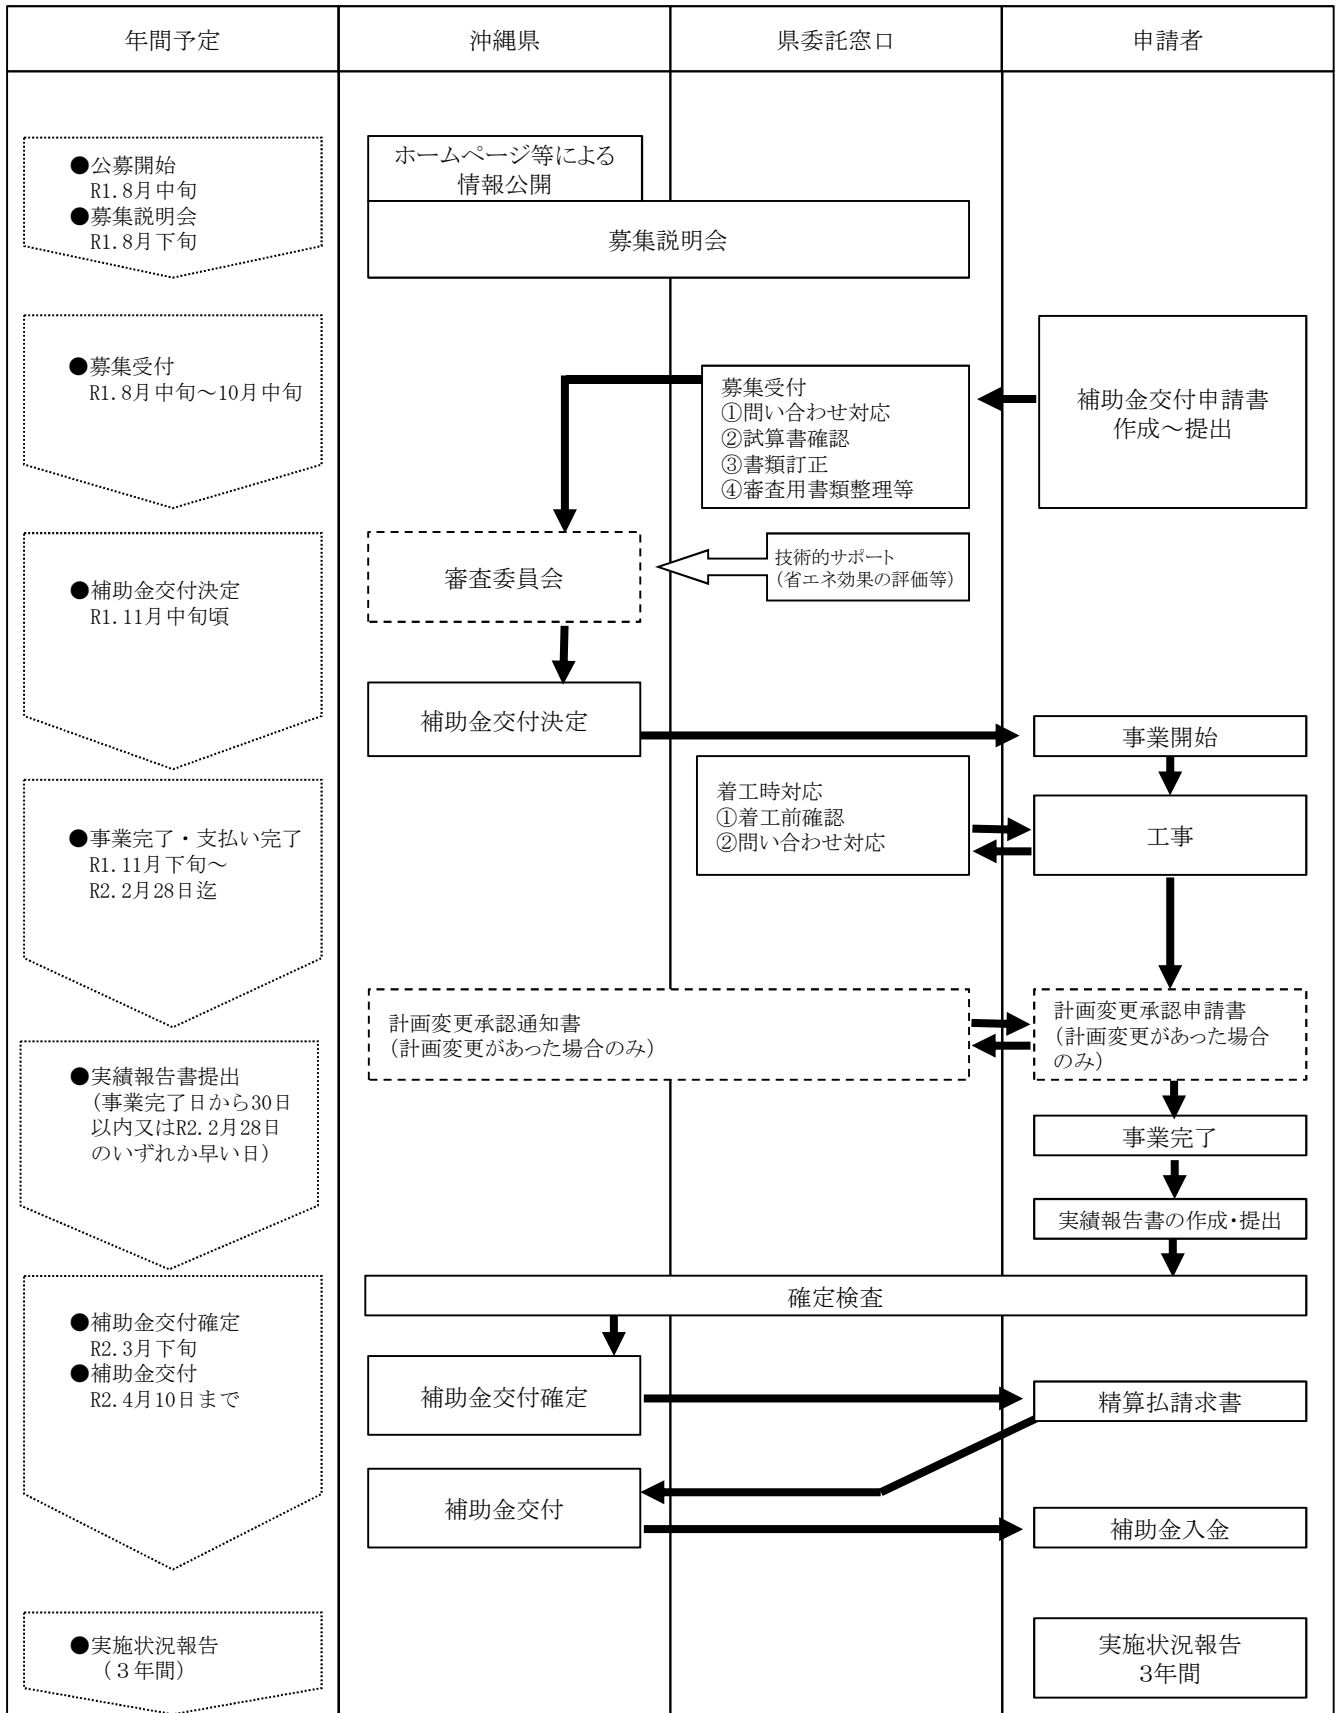 年間予定
沖縄県
県委託窓口
申請者
●公募開始
R1.8月中旬
●募集説明会
R1.8月下旬
ホームページ等による
情報公開
募集説明会
●募集受付
R1.8月中旬～10月中旬
募集受付
①問い合わせ対応
②試算書確認
③書類訂正
④審査用書類整理等
補助金交付申請書
作成～提出
●補助金交付決定
R1.11月中旬頃
審査委員会
技術的サポート
（省エネ効果の評価等）
補助金交付決定
事業開始
●事業完了・支払い完了
R1.11月下旬～
R2.2月28日迄
着工時対応
①着工前確認
②問い合わせ対応
工事
計画変更承認通知書
（計画変更があった場合のみ）
計画変更承認申請書
（計画変更があった場合
のみ）
●実績報告書提出
（事業完了日から30日
以内又はR2.2月28日
のいずれか早い日）
事業完了
実績報告書の作成・提出
確定検査
●補助金交付確定
R2.3月下旬
●補助金交付
R2.4月10日まで
補助金交付確定
精算払請求書
補助金交付
補助金入金
●実施状況報告
（３年間）
実施状況報告
3年間